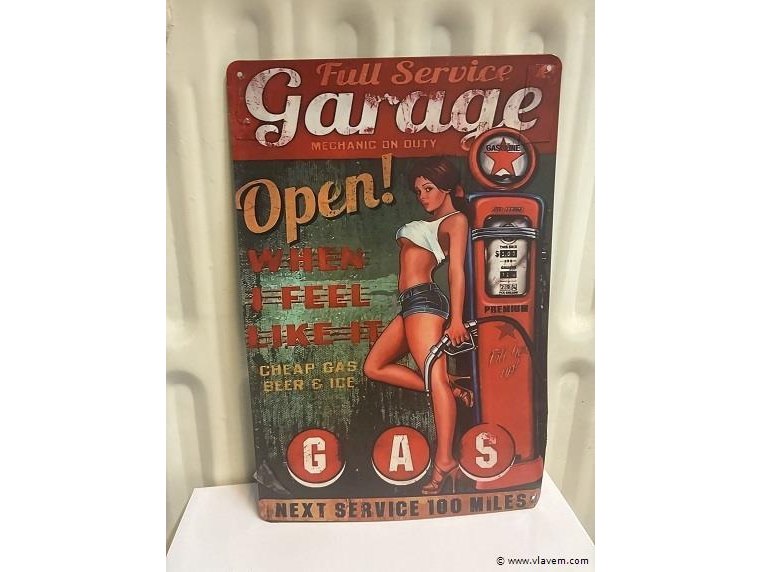 Full Service
Garage
MECHANIC ON DUTY
GASOLINE
Open!
WHEN
I FEEL
LIKE IT
PREMIUM
CHEAP GAS
BEER & ICE
G A S
NEXT SERVICE 100 MILES
© www.vlavem.com